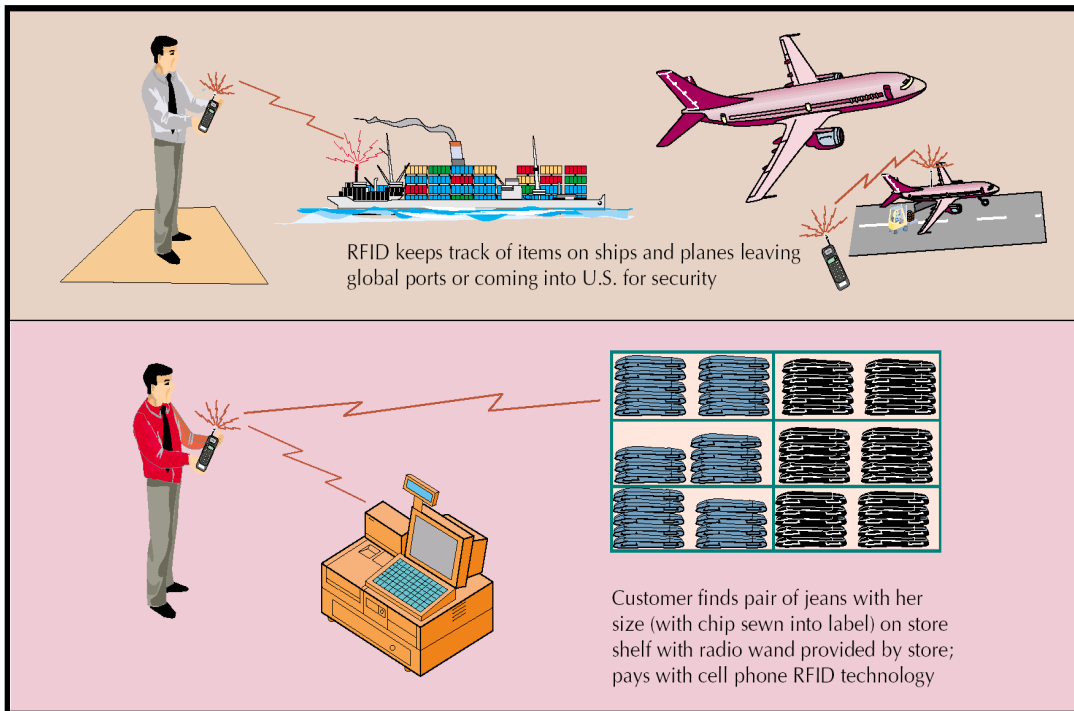 RFID keeps track of items on ships and planes leaving
global ports or coming into U.S. for security
Customer finds pair of jeans with her
size (with chip sewn into label) on store
shelf with radio wand provided by store;
pays with cell phone RFID technology